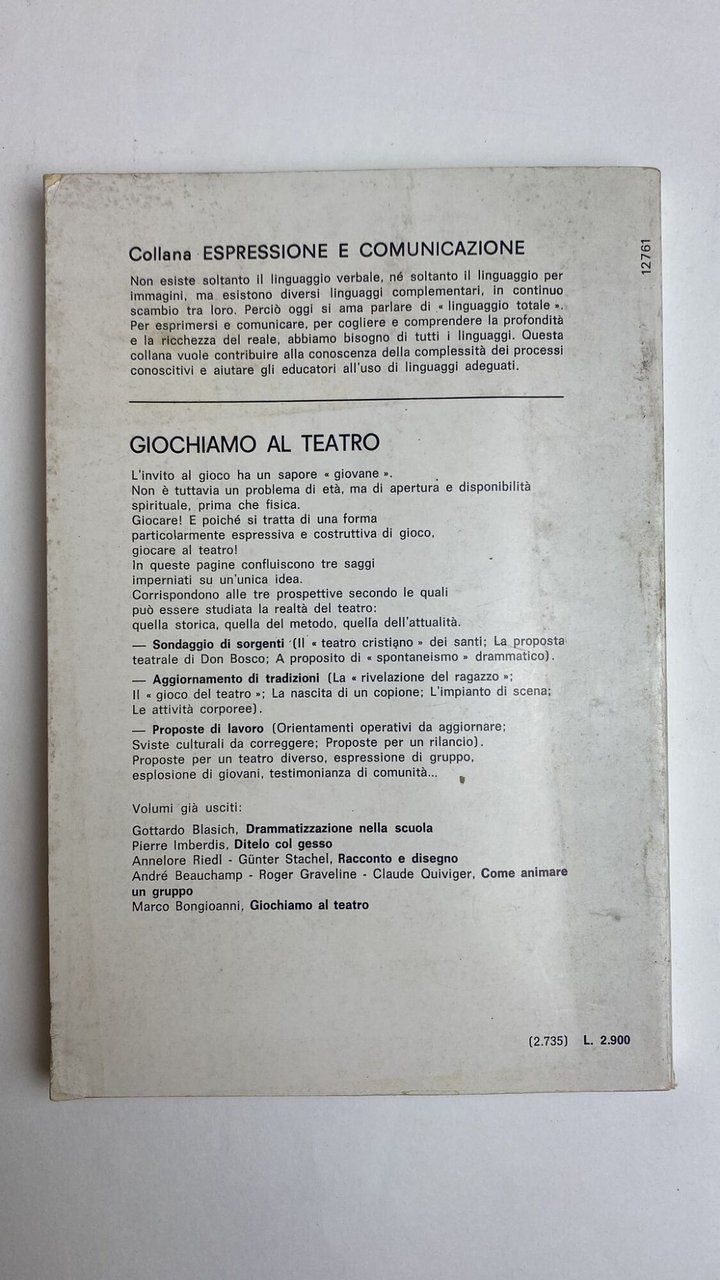 Collana ESPRESSIONE E COMUNICAZIONE
Non esiste soltanto il linguaggio verbale, né soltanto il linguaggio per
immagini, ma esistono diversi linguaggi complementari, in continuo
scambio tra loro. Perciò oggi si ama parlare di « linguaggio totale ».
Per esprimersi e comunicare, per cogliere e comprendere la profondità
e la ricchezza del reale, abbiamo bisogno di tutti i linguaggi. Questa
collana vuole contribuire alla conoscenza della complessità dei processi
conoscitivi e aiutare gli educatori all'uso di linguaggi adeguati.
GIOCHIAMO AL TEATRO
L'invito al gioco ha un sapore « giovane ».
Non è tuttavia un problema di età, ma di apertura e disponibilità
spirituale, prima che fisica.
Giocare! E poiché si tratta di una forma
particolarmente espressiva e costruttiva di gioco,
giocare al teatro!
In queste pagine confluiscono tre saggi
imperniati su un'unica idea.
Corrispondono alle tre prospettive secondo le quali
può essere studiata la realtà del teatro:
quella storica, quella del metodo, quella dell'attualità.
— Sondaggio di sorgenti (Il « teatro cristiano » dei santi; La proposta
teatrale di Don Bosco; A proposito di « spontaneismo » drammatico).
— Aggiornamento di tradizioni (La « rivelazione del ragazzo »;
Il « gioco del teatro »; La nascita di un copione; L'impianto di scena;
Le attività corporee).
— Proposte di lavoro (Orientamenti operativi da aggiornare;
Sviste culturali da correggere; Proposte per un rilancio).
Proposte per un teatro diverso, espressione di gruppo,
esplosione di giovani, testimonianza di comunità...
Volumi già usciti:
Gottardo Blasich, Drammatizzazione nella scuola
Pierre Imberdis, Ditelo col gesso
Annelore Riedl - Günter Stachel, Racconto e disegno
André Beauchamp - Roger Graveline - Claude Quiviger, Come animare
un gruppo
Marco Bongioanni, Giochiamo al teatro
(2.735) L. 2.900
12761